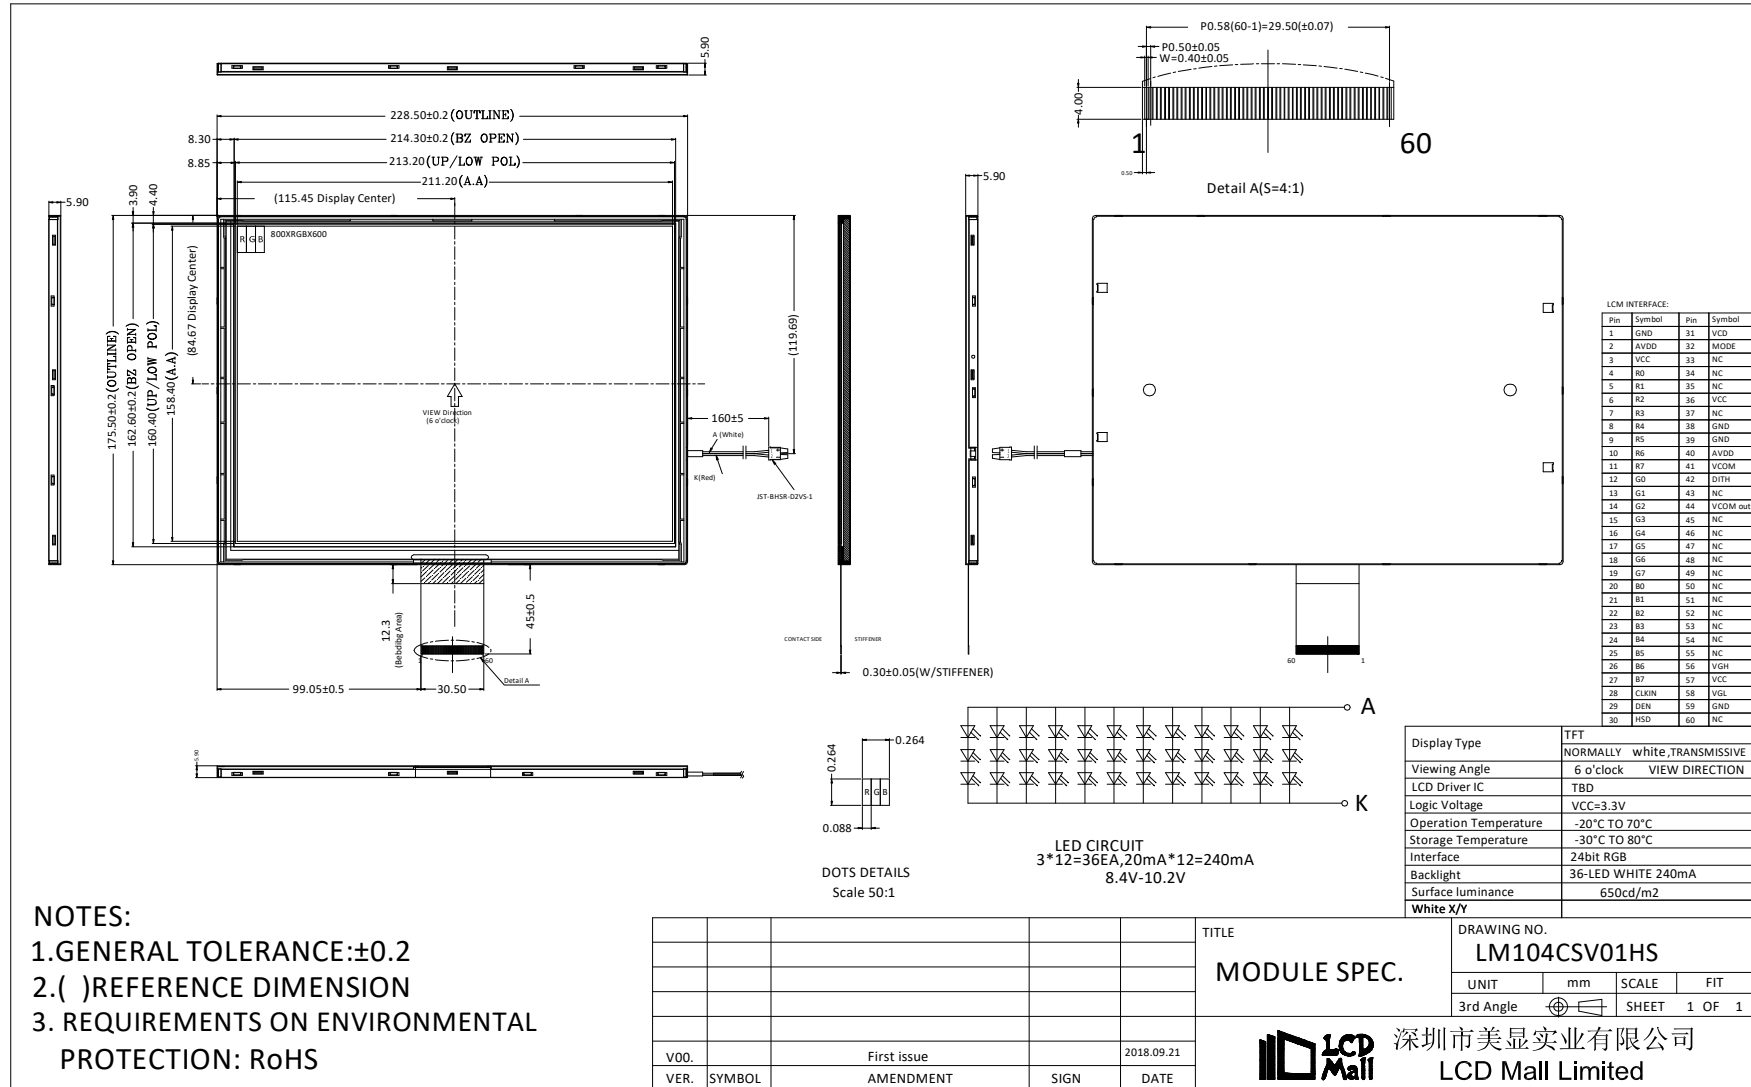 P0.58(60-1)=29.50(±0.07)
P0.50±0.05
W=0.40±0.05
4.00
1
60
0.50
Detail A(S=4:1)
5.90
228.50±0.2(OUTLINE)
8.30
214.30±0.2(BZ OPEN)
8.85
213.20(UP/LOW POL)
211.20(A.A)
(115.45 Display Center)
5.90
3.90
4.40
5.90
R G B
800XRGBX600
175.50±0.2(OUTLINE)
162.60±0.2(BZ OPEN)
160.40(UP/LOW POL)
158.40(A.A)
(84.67 Display Center)
(119.69)
VIEW Direction
(6 o'clock)
160±5
A (White)
K(Red)
JST-BHSR-02VS-1
12.3
(Bebdibg Area)
45±0.5
1
60
Detail A
99.05±0.5
30.50
CONTACT SIDE
STIFFENER
0.30±0.05(W/STIFFENER)
60
1
5.90
0.264
0.264
R G B
0.088
DOTS DETAILS
Scale 50:1
A
K
LED CIRCUIT
3*12=36EA,20mA*12=240mA
8.4V-10.2V
LCM INTERFACE:
Pin Symbol Pin Symbol
1 GND 31 VCD
2 AVDD 32 MODE
3 VCC 33 NC
4 R0 34 NC
5 R1 35 NC
6 R2 36 VCC
7 R3 37 NC
8 R4 38 GND
9 R5 39 GND
10 R6 40 AVDD
11 R7 41 VCOM
12 G0 42 DITH
13 G1 43 NC
14 G2 44 VCOM out
15 G3 45 NC
16 G4 46 NC
17 G5 47 NC
18 G6 48 NC
19 G7 49 NC
20 B0 50 NC
21 B1 51 NC
22 B2 52 NC
23 B3 53 NC
24 B4 54 NC
25 B5 55 NC
26 B6 56 VGH
27 B7 57 VCC
28 CLKIN 58 VGL
29 DEN 59 GND
30 HSD 60 NC
Display Type TFT
NORMALLY white,TRANSMISSIVE
Viewing Angle 6 o'clock VIEW DIRECTION
LCD Driver IC TBD
Logic Voltage VCC=3.3V
Operation Temperature -20°C TO 70°C
Storage Temperature -30°C TO 80°C
Interface 24bit RGB
Backlight 36-LED WHITE 240mA
Surface luminance 650cd/m2
White X/Y
NOTES:
1.GENERAL TOLERANCE:±0.2
2.( )REFERENCE DIMENSION
3. REQUIREMENTS ON ENVIRONMENTAL
PROTECTION: RoHS
V00. First issue 2018.09.21
VER. SYMBOL AMENDMENT SIGN DATE
TITLE
MODULE SPEC.
DRAWING NO.
LM104CSV01HS
UNIT mm SCALE FIT
3rd Angle SHEET 1 OF 1
LCD
Mall
深圳市美显实业有限公司
LCD Mall Limited